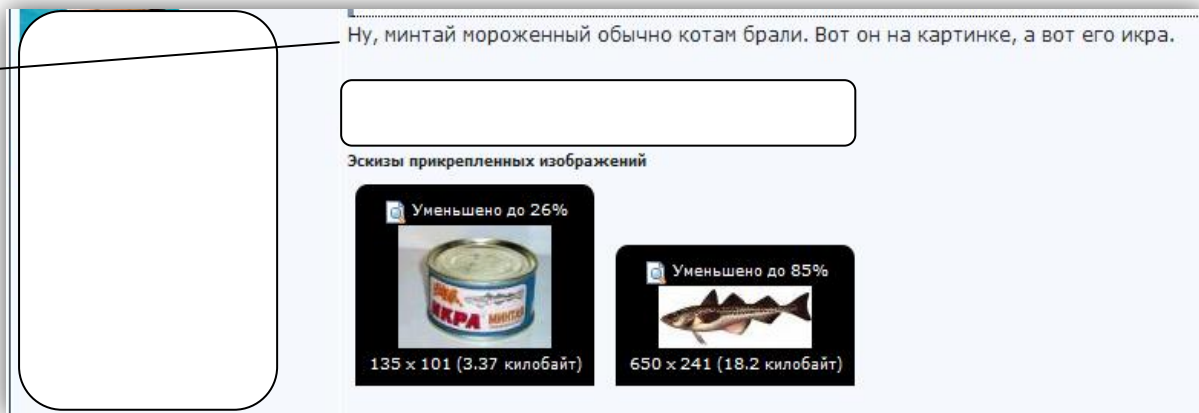 Ну, минтай мороженный обычно котам брали. Вот он на картинке, а вот его икра.
Эскизы прикрепленных изображений
Уменьшено до 26%
ИКРА МИНТАЯ
135 x 101 (3.37 килобайт)
Уменьшено до 85%
650 x 241 (18.2 килобайт)